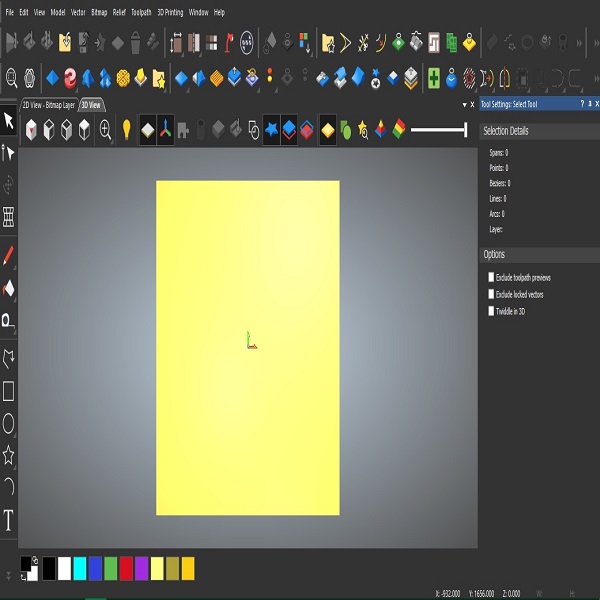 File Edit View Model Vector Bitmap Relief Toolpath 3D Printing Window Help
2D View - Bitmap Layer 3D View
Tool Settings: Select Tool
Selection Details
Spans: 0
Points: 0
Beziers: 0
Lines: 0
Arcs: 0
Layer:
Options
Exclude toolpath previews
Exclude locked vectors
Twiddle in 3D
T
X: -932.000 Y: 1656.000 Z: 0.000 W: H: